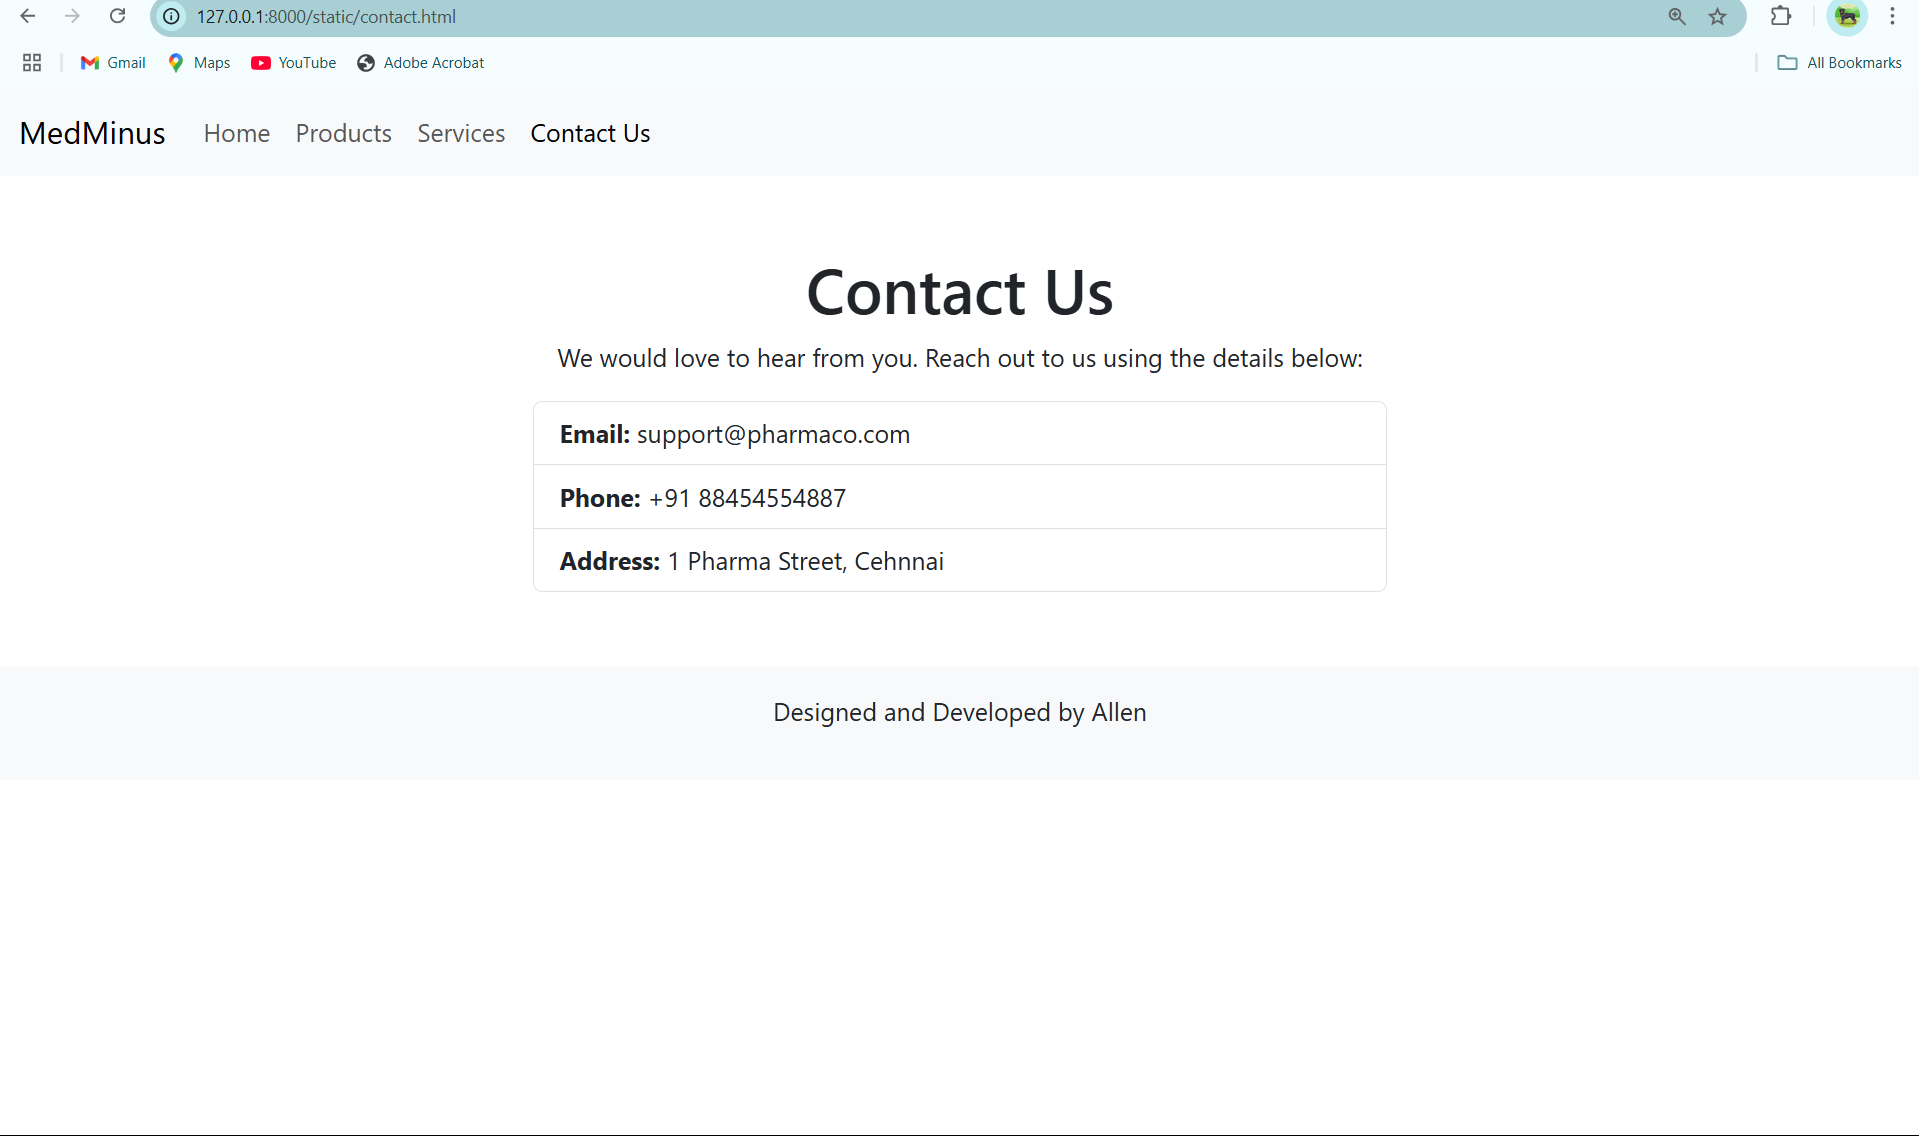 127.0.0.1:8000/static/contact.html
Gmail Maps YouTube Adobe Acrobat All Bookmarks
MedMinus Home Products Services Contact Us
Contact Us
We would love to hear from you. Reach out to us using the details below:
Email: support@pharmaco.com
Phone: +91 88454554887
Address: 1 Pharma Street, Cehnnai
Designed and Developed by Allen